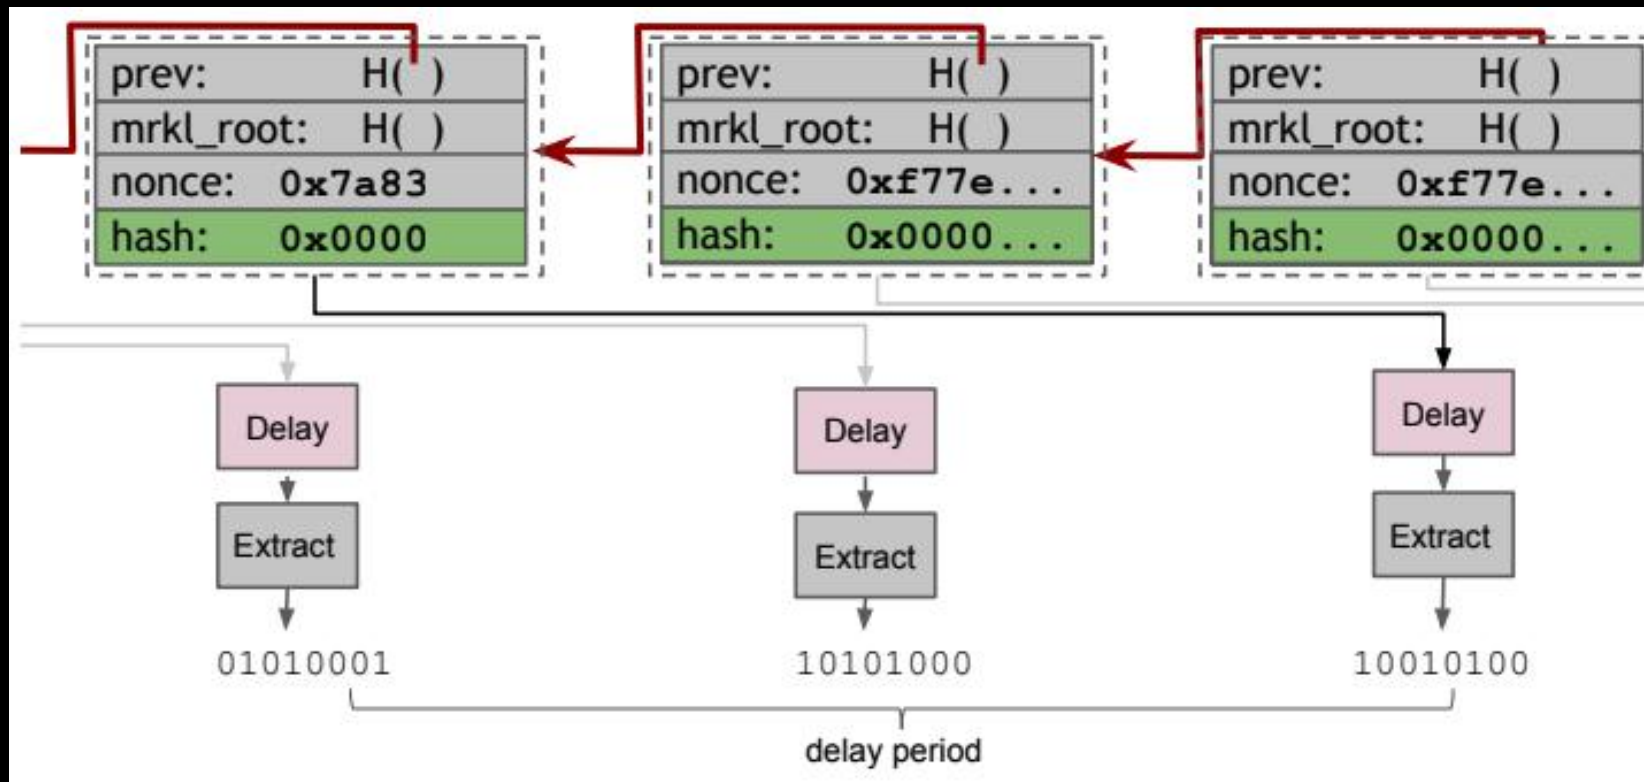 prev: H( )
mrkl_root: H( )
nonce: 0x7a83
hash: 0x0000
prev: H( )
mrkl_root: H( )
nonce: 0xf77e...
hash: 0x0000...
prev: H( )
mrkl_root: H( )
nonce: 0xf77e...
hash: 0x0000...
Delay
Extract
01010001
Delay
Extract
10101000
Delay
Extract
10010100
delay period